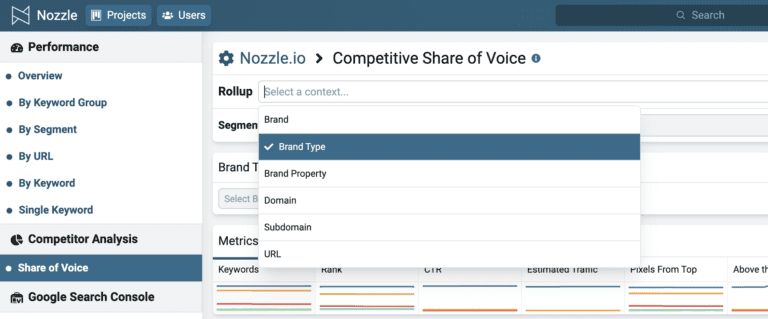 Nozzle Projects Users Search
Performance
Overview
By Keyword Group
By Segment
By URL
By Keyword
Single Keyword
Competitor Analysis
Share of Voice
Google Search Console
Nozzle.io > Competitive Share of Voice
Rollup Select a context...
Segmen
Brand
Brand Type
Brand Property
Domain
Subdomain
URL
Brand T
Select B
Metrics
Keywords Rank CTR Estimated Traffic Pixels From Top Above th